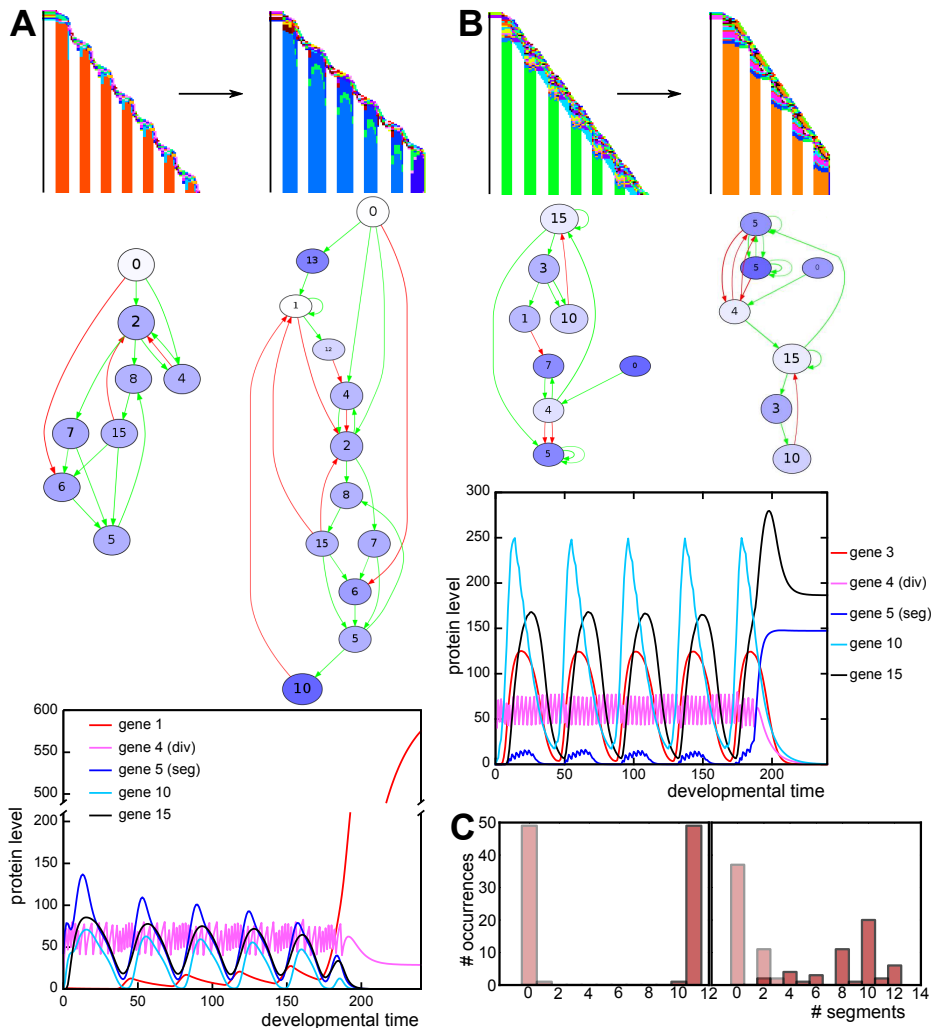 A
B
0
2
8
4
7
15
6
5
0
13
1
12
4
2
8
15
7
6
5
10
15
3
1
10
7
0
4
5
5
5
0
4
15
3
10
300
250
200
150
100
50
0
protein level
0 50 100 150 200
developmental time
gene 3
gene 4 (div)
gene 5 (seg)
gene 10
gene 15
600
550
500
200
150
100
50
0
protein level
gene 1
gene 4 (div)
gene 5 (seg)
gene 10
gene 15
0 50 100 150 200
developmental time
C
50
40
30
20
10
0
# occurrences
0 2 4 6 8 10 12
0 2 4 6 8 10 12 14
# segments